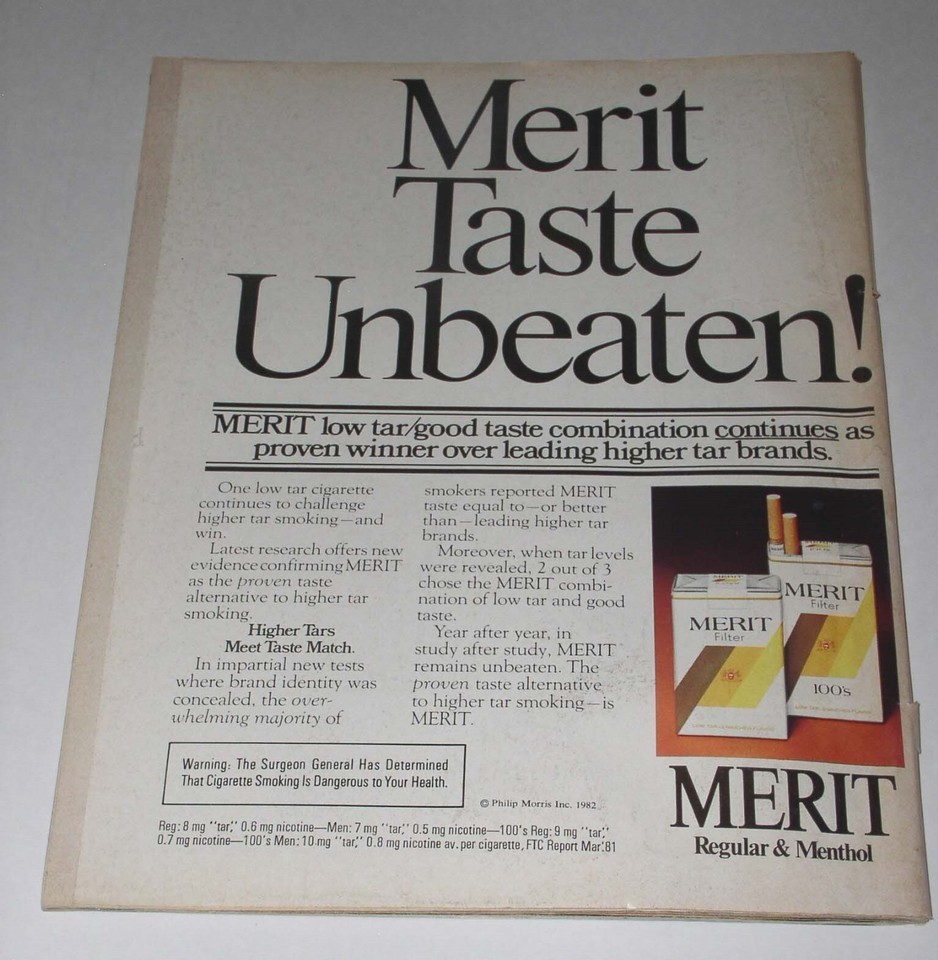 Merit
Taste
Unbeaten!
MERIT low tar/good taste combination continues as
proven winner over leading higher tar brands.
One low tar cigarette
continues to challenge
higher tar smoking—and
win.
Latest research offers new
evidence confirming MERIT
as the proven taste
alternative to higher tar
smoking.
Higher Tars
Meet Taste Match.
In impartial new tests
where brand identity was
concealed, the over-
whelming majority of
smokers reported MERIT
taste equal to—or better
than—leading higher tar
brands.
Moreover, when tar levels
were revealed, 2 out of 3
chose the MERIT combi-
nation of low tar and good
taste.
Year after year, in
study after study, MERIT
remains unbeaten. The
proven taste alternative
to higher tar smoking—is
MERIT.
MERIT
Filter
MERIT
Filter
100's
Warning: The Surgeon General Has Determined
That Cigarette Smoking Is Dangerous to Your Health.
© Philip Morris Inc. 1982
Reg: 8 mg "tar," 0.6 mg nicotine—Men: 7 mg "tar," 0.5 mg nicotine—100's Reg: 9 mg "tar,"
0.7 mg nicotine—100's Men: 10 mg "tar," 0.8 mg nicotine av. per cigarette, FTC Report Mar.'81
MERIT
Regular & Menthol